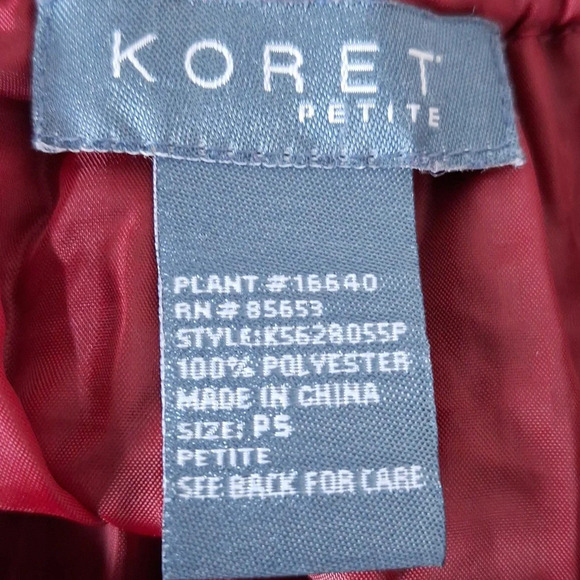 KORET
PETITE
PLANT #16640
RN# 85653
STYLE:K5628055P
100% POLYESTER
MADE IN CHINA
SIZE: PS
PETITE
SEE BACK FOR CARE